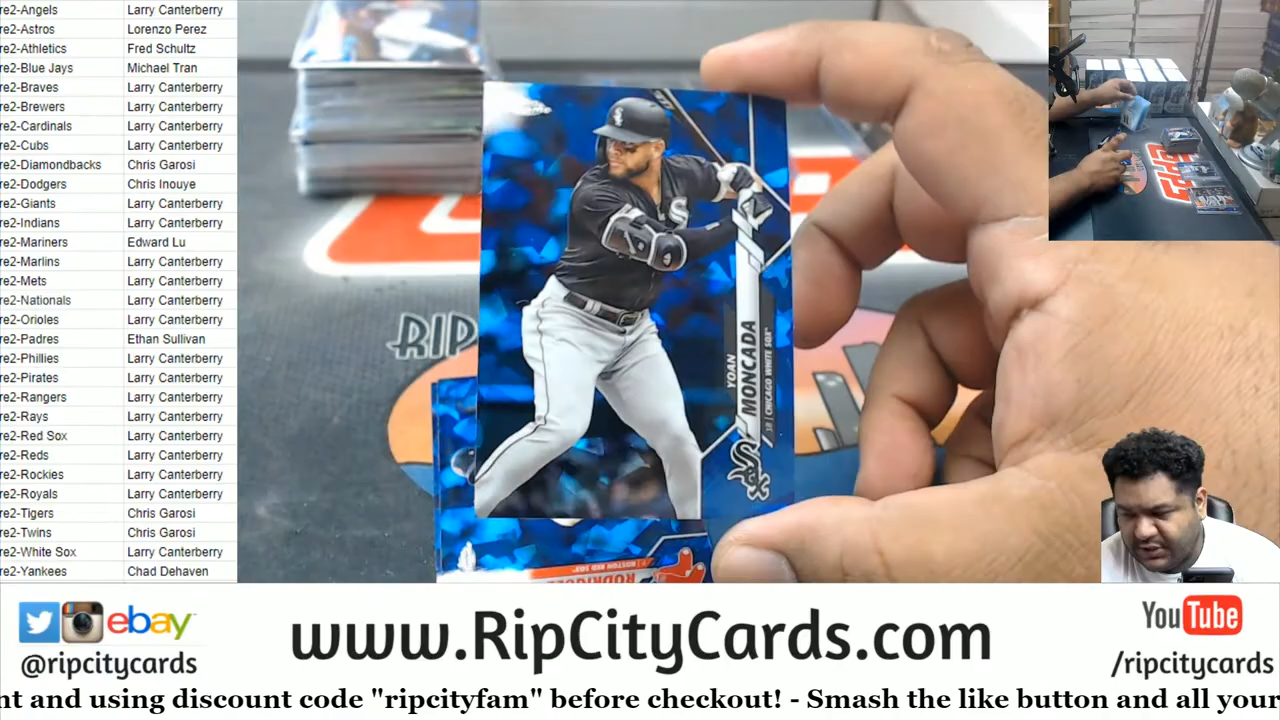 re2-Angels Larry Canterberry
re2-Astros Lorenzo Perez
re2-Athletics Fred Schultz
re2-Blue Jays Michael Tran
re2-Braves Larry Canterberry
re2-Brewers Larry Canterberry
re2-Cardinals Larry Canterberry
re2-Cubs Larry Canterberry
re2-Diamondbacks Chris Garosi
re2-Dodgers Chris Inouye
re2-Giants Larry Canterberry
re2-Indians Larry Canterberry
re2-Mariners Edward Lu
re2-Marlins Larry Canterberry
re2-Mets Larry Canterberry
re2-Nationals Larry Canterberry
re2-Orioles Larry Canterberry
re2-Padres Ethan Sullivan
re2-Phillies Larry Canterberry
re2-Pirates Larry Canterberry
re2-Rangers Larry Canterberry
re2-Rays Larry Canterberry
re2-Red Sox Larry Canterberry
re2-Reds Larry Canterberry
re2-Rockies Larry Canterberry
re2-Royals Larry Canterberry
re2-Tigers Chris Garosi
re2-Twins Chris Garosi
re2-White Sox Larry Canterberry
re2-Yankees Chad Dehaven
RIP
YOAN
MONCADA
3B | CHICAGO WHITE SOX
Sox
BOSTON RED SOX
ebay
@ripcitycards
www.RipCityCards.com
YouTube
/ripcitycards
nt and using discount code "ripcityfam" before checkout! - Smash the like button and all your